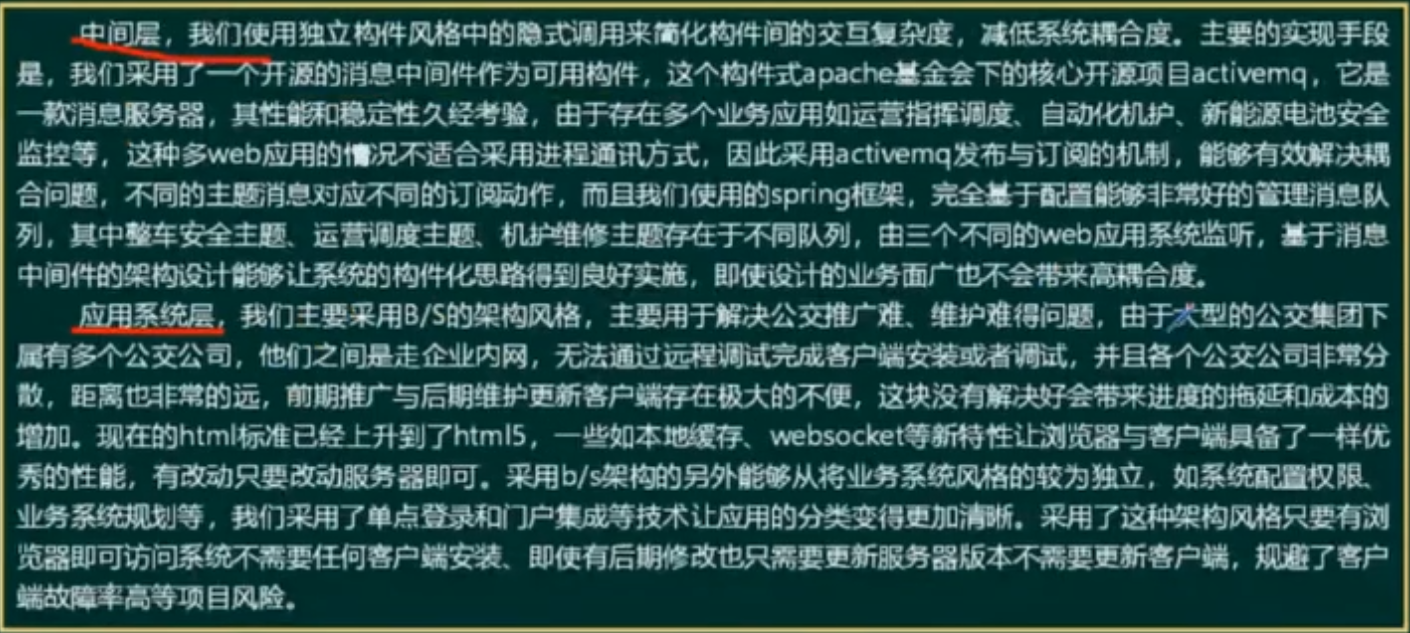 中间层，我们使用独立构件风格中的隐式调用来简化构件间的交互复杂度，减低系统耦合度。主要的实现手段
是，我们采用了一个开源的消息中间件作为可用构件，这个构件式apache基金会下的核心开源项目activemq，它是
一款消息服务器，其性能和稳定性久经考验，由于存在多个业务应用如运营指挥调度、自动化机护、新能源电池安全
监控等，这种多web应用的情况不适合采用进程通讯方式，因此采用activemq发布与订阅的机制，能够有效解决耦
合问题，不同的主题消息对应不同的订阅动作，而且我们使用的spring框架，完全基于配置能够非常好的管理消息队
列，其中整车安全主题、运营调度主题、机护维修主题存在于不同队列，由三个不同的web应用系统监听，基于消息
中间件的架构设计能够让系统的构件化思路得到良好实施，即使设计的业务面广也不会带来高耦合度。
应用系统层，我们主要采用B/S的架构风格，主要用于解决公交推广难、维护难得问题，由于大型的公交集团下
属有多个公交公司，他们之间是走企业内网，无法通过远程调试完成客户端安装或者调试，并且各个公交公司非常分
散，距离也非常的远，前期推广与后期维护更新客户端存在极大的不便，这块没有解决好会带来进度的拖延和成本的
增加。现在的html标准已经上升到了html5，一些如本地缓存、websocket等新特性让浏览器与客户端具备了一样优
秀的性能，有改动只要改动服务器即可。采用b/s架构的另外能够从将业务系统风格的较为独立，如系统配置权限、
业务系统规划等，我们采用了单点登录和门户集成等技术让应用的分类变得更加清晰。采用了这种架构风格只要有浏
览器即可访问系统不需要任何客户端安装、即使有后期修改也只需要更新服务器版本不需要更新客户端，规避了客户
端故障率高等项目风险。